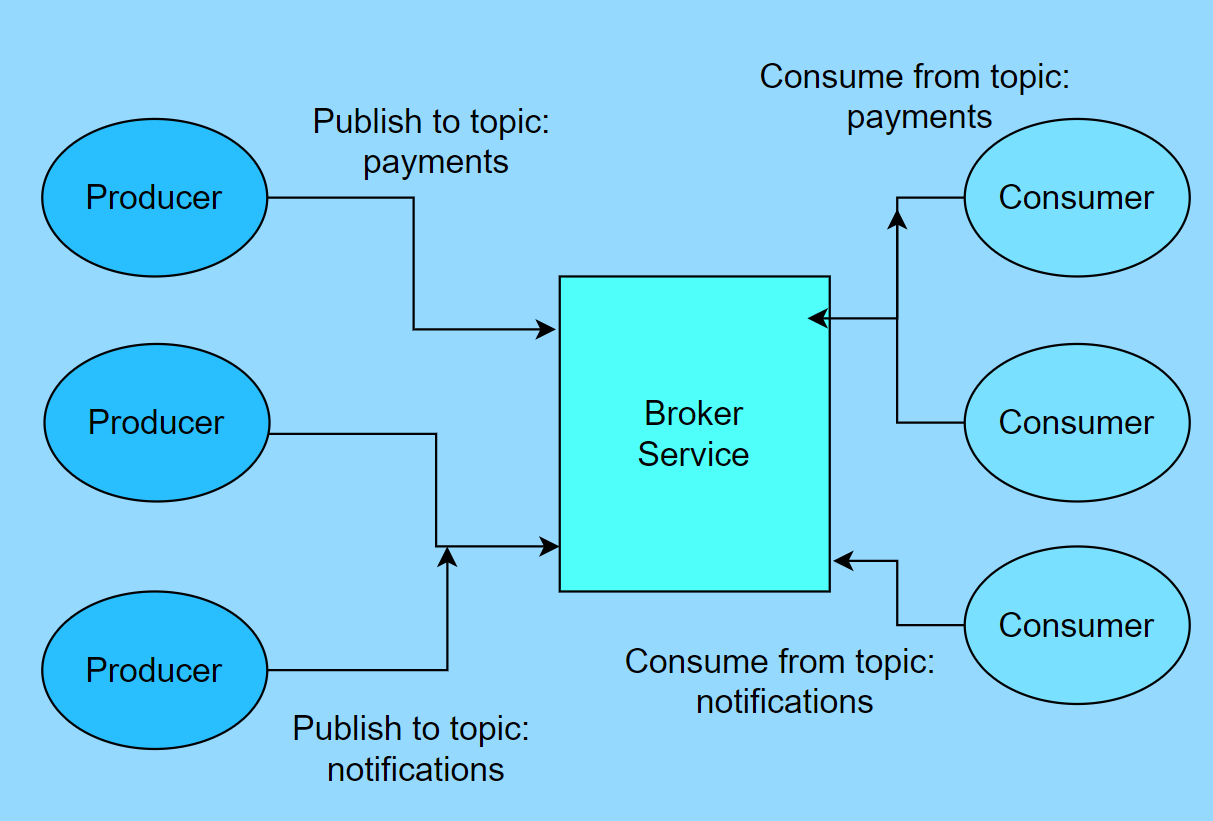 Consume from topic:
payments
Publish to topic:
payments
Producer
Consumer
Broker
Service
Producer
Consumer
Consumer
Producer
Consume from topic:
notifications
Publish to topic:
notifications